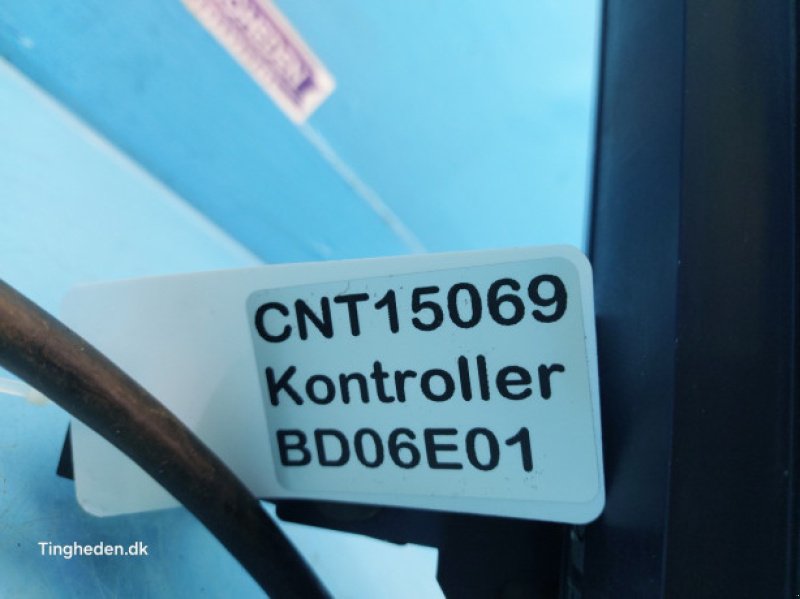 CNT15069
Kontroller
BD06E01
Tingheden.dk